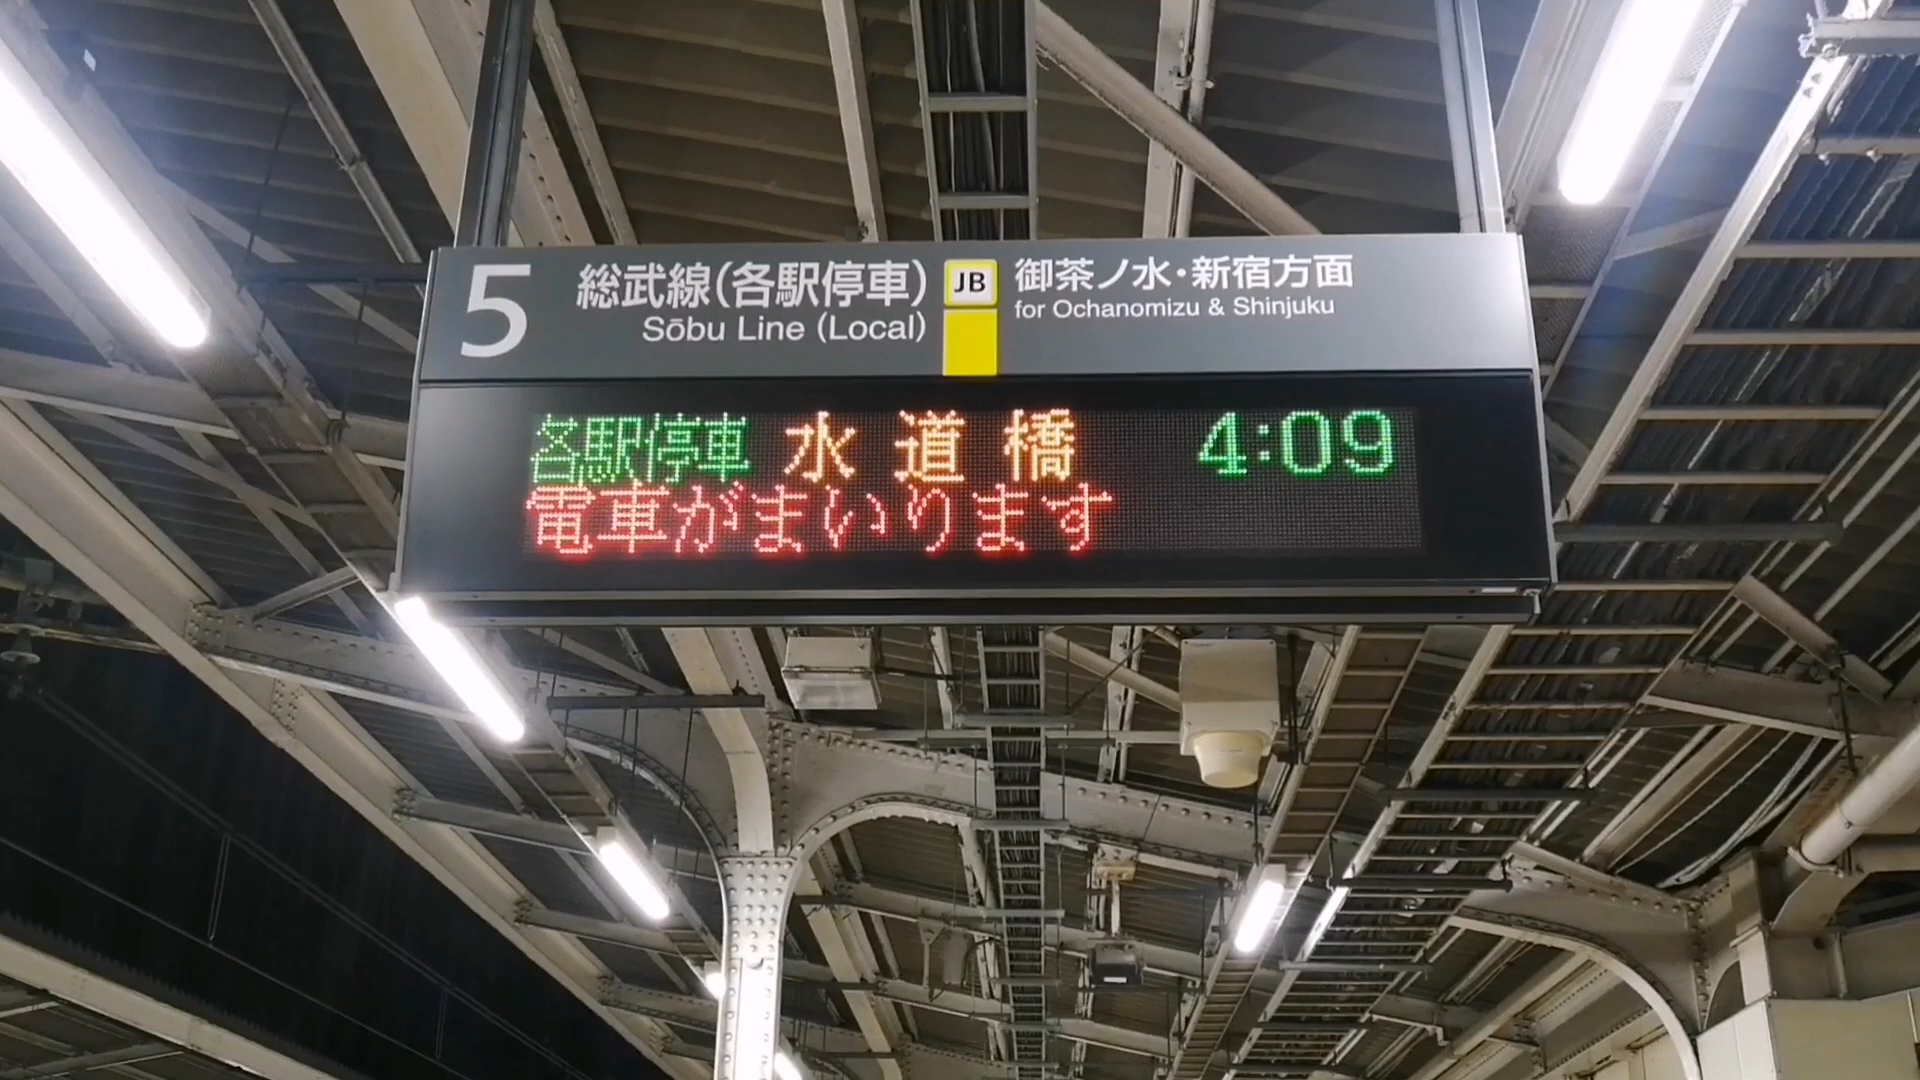 5
総武線(各駅停車)
Sōbu Line (Local)
JB
御茶ノ水・新宿方面
for Ochanomizu & Shinjuku
各駅停車 水道橋 4:09
電車がまいります